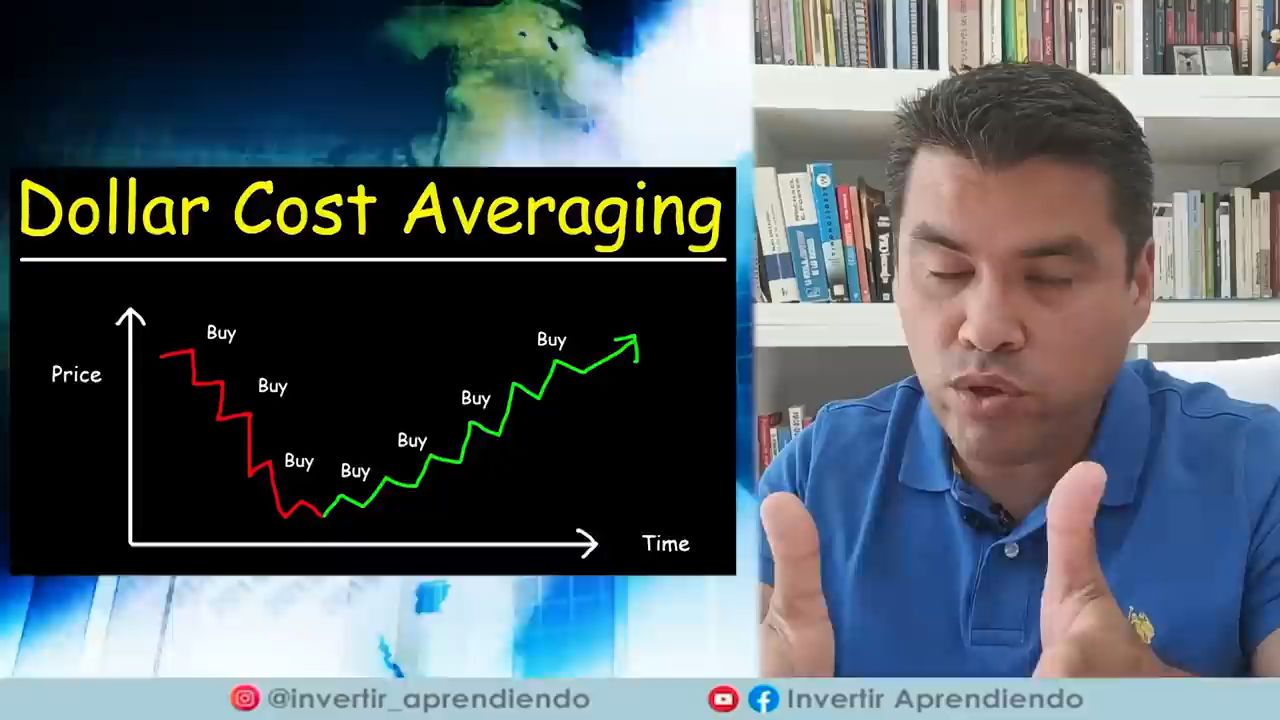 Dollar Cost Averaging
Buy
Buy
Price
Buy
Buy
Buy
Buy
Buy
Time
@invertir_aprendiendo
Invertir Aprendiendo